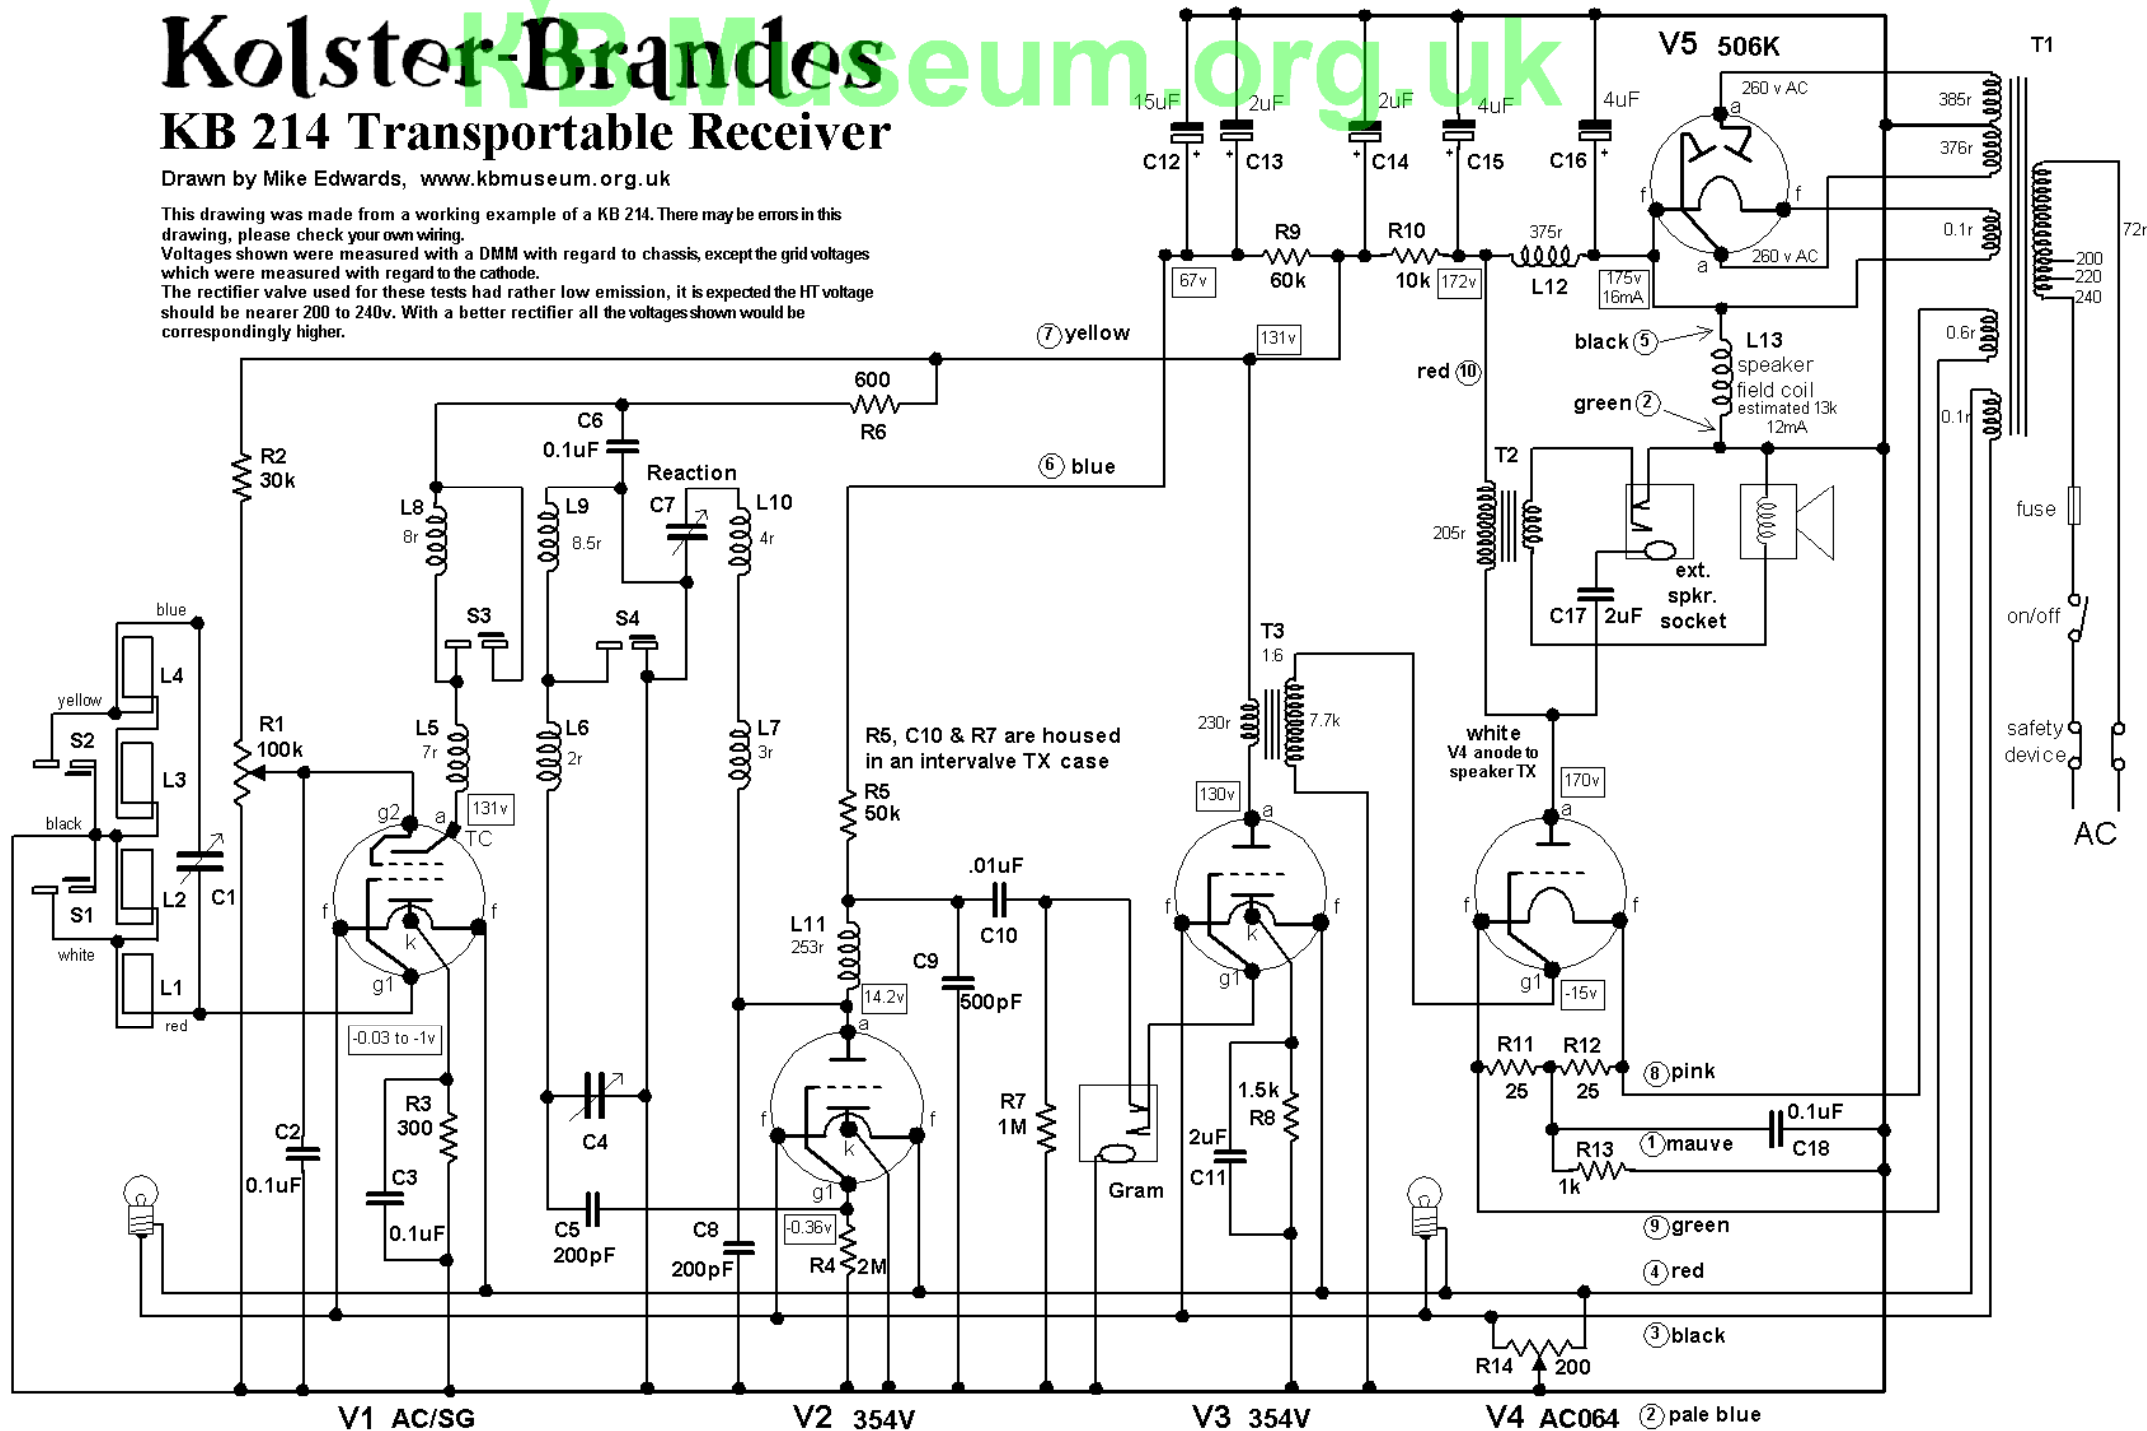 Kolster-Brandes
KB Museum.org.uk
KB 214 Transportable Receiver
Drawn by Mike Edwards, www.kbmuseum.org.uk
This drawing was made from a working example of a KB 214. There may be errors in this
drawing, please check your own wiring.
Voltages shown were measured with a DMM with regard to chassis, except the grid voltages
which were measured with regard to the cathode.
The rectifier valve used for these tests had rather low emission, it is expected the HT voltage
should be nearer 200 to 240v. With a better rectifier all the voltages shown would be
correspondingly higher.
V5 506K
T1
15uF
2uF
2uF
4uF
4uF
C12
+
C13
+
C14
+
C15
+
C16
+
260 v AC
a
f
f
a
260 v AC
385r
376r
0.1r
0.6r
0.1r
72r
200
220
240
R9
60k
R10
10k
375r
L12
67v
172v
175v
16mA
131v
7 yellow
6 blue
red 10
black 5
green 2
L13
speaker
field coil
estimated 13k
12mA
600
R6
C6
0.1uF
Reaction
C7
R2
30k
L8
8r
L9
8.5r
L10
4r
T2
205r
ext.
spkr.
socket
C17 2uF
fuse
on/off
safety
device
AC
S3
S4
T3
1:6
230r
7.7k
blue
yellow
L4
S2
L3
black
L2
S1
white
L1
red
C1
R1
100k
L5
7r
L6
2r
L7
3r
R5, C10 & R7 are housed
in an intervalve TX case
R5
50k
131v
g2
a
TC
f
f
k
g1
-0.03 to -1v
white
V4 anode to
speaker TX
130v
170v
a
f
f
k
g1
a
f
f
g1
-15v
.01uF
C10
L11
253r
C9
500pF
14.2v
a
f
f
k
g1
-0.36v
R3
300
C2
0.1uF
C3
0.1uF
C4
C5
200pF
C8
200pF
R4
2M
R7
1M
Gram
1.5k
R8
2uF
C11
R11
25
R12
25
8 pink
0.1uF
C18
1 mauve
R13
1k
9 green
4 red
3 black
R14
200
V1 AC/SG
V2 354V
V3 354V
V4 AC064
2 pale blue